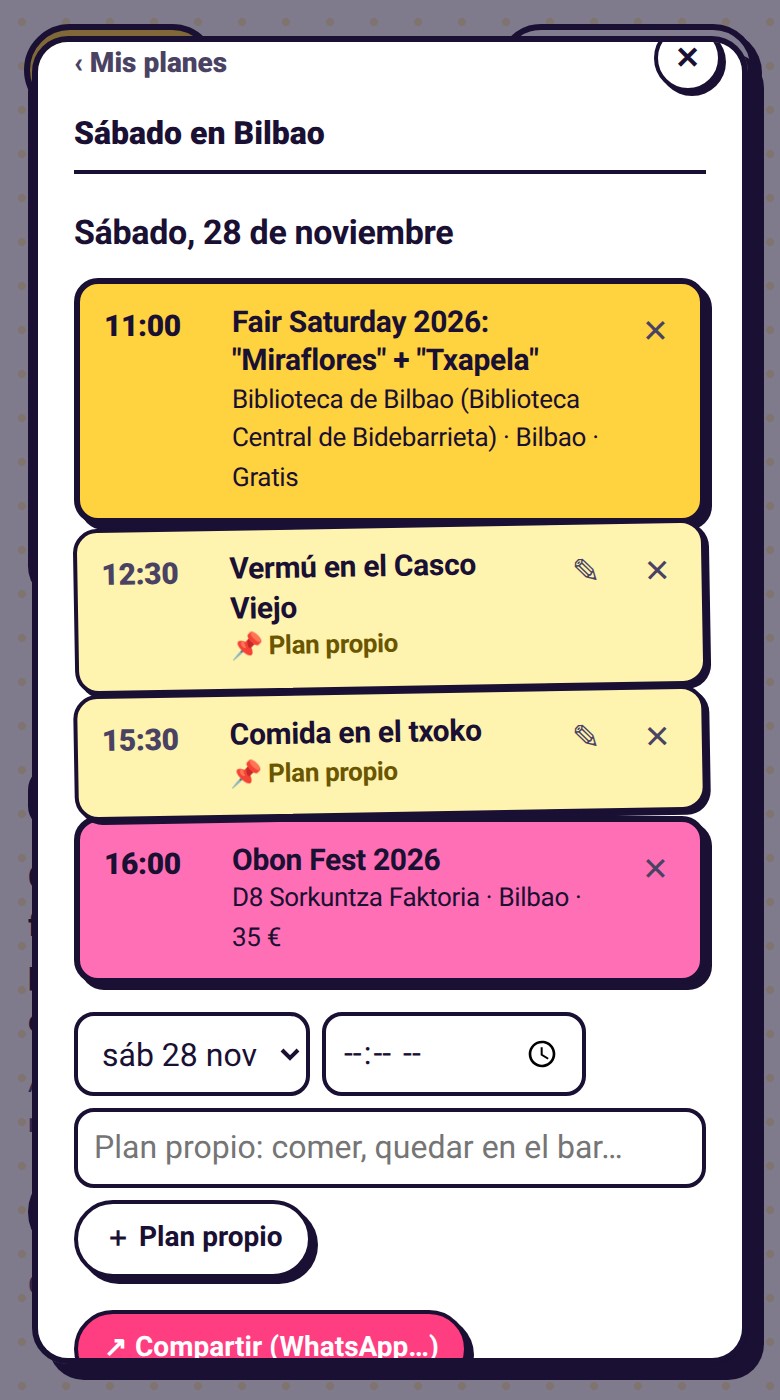 ‹ Mis planes
✕
Sábado en Bilbao
Sábado, 28 de noviembre
11:00
Fair Saturday 2026:
"Miraflores" + "Txapela"
Biblioteca de Bilbao (Biblioteca
Central de Bidebarrieta) · Bilbao ·
Gratis
✕
12:30
Vermú en el Casco
Viejo
📌 Plan propio
✎ ✕
15:30
Comida en el txoko
📌 Plan propio
✎ ✕
16:00
Obon Fest 2026
D8 Sorkuntza Faktoria · Bilbao ·
35 €
✕
sáb 28 nov
--:-- --
Plan propio: comer, quedar en el bar…
+ Plan propio
↗ Compartir (WhatsApp…)